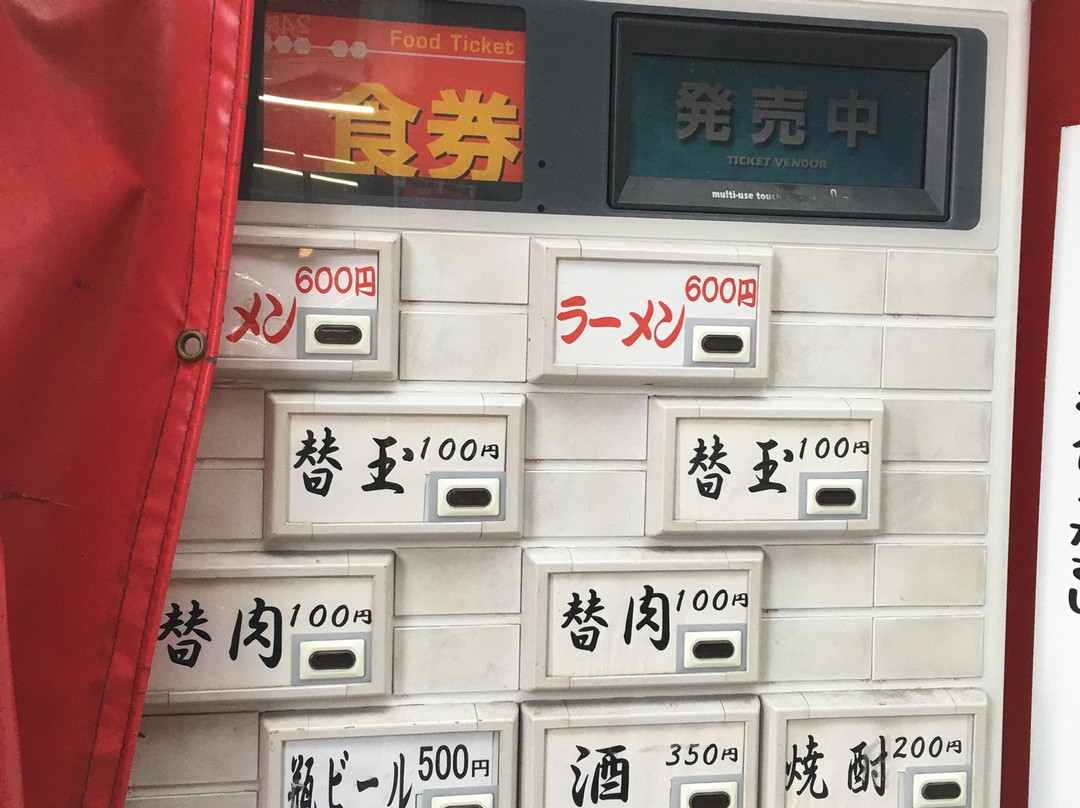 Food Ticket
食券
発売中
TICKET VENDOR
multi-use touch
メン 600円
ラーメン 600円
替玉 100円
替玉 100円
替肉 100円
替肉 100円
瓶ビール 500円
酒 350円
焼酎 200円